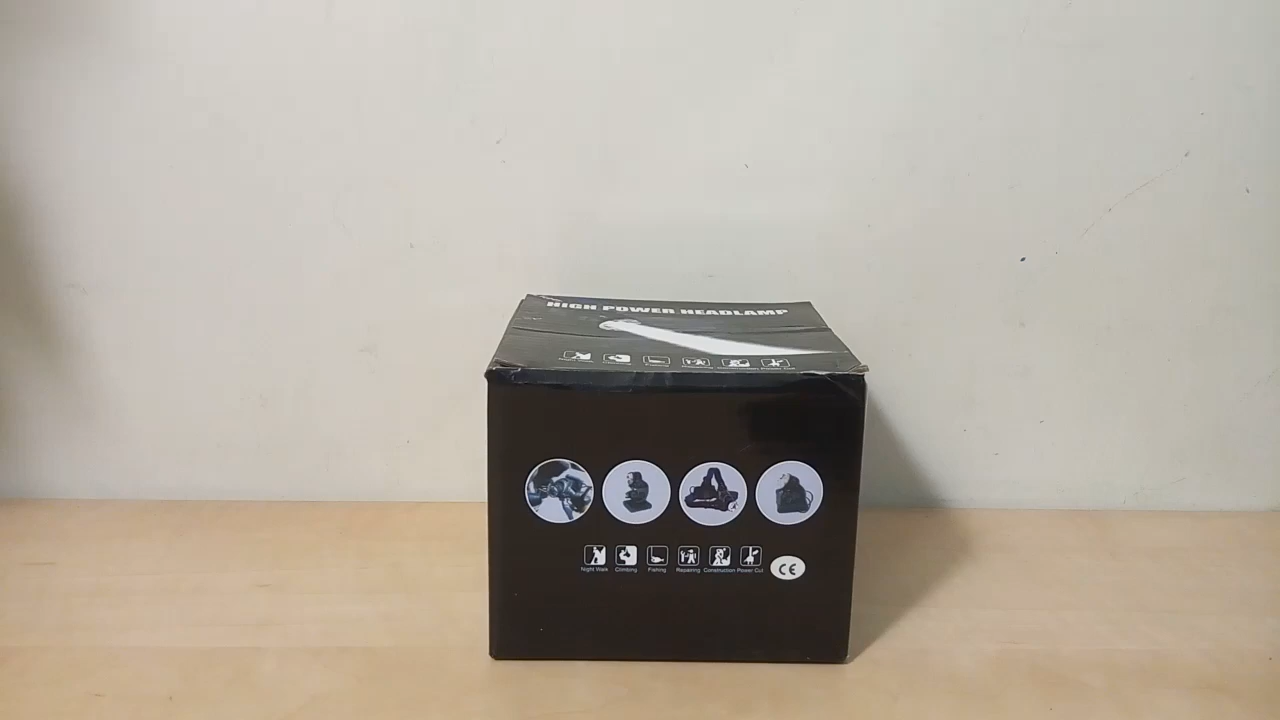 HIGH POWER HEADLAMP
Night Walk Climbing Fishing Repairing Construction Power Cut
CE